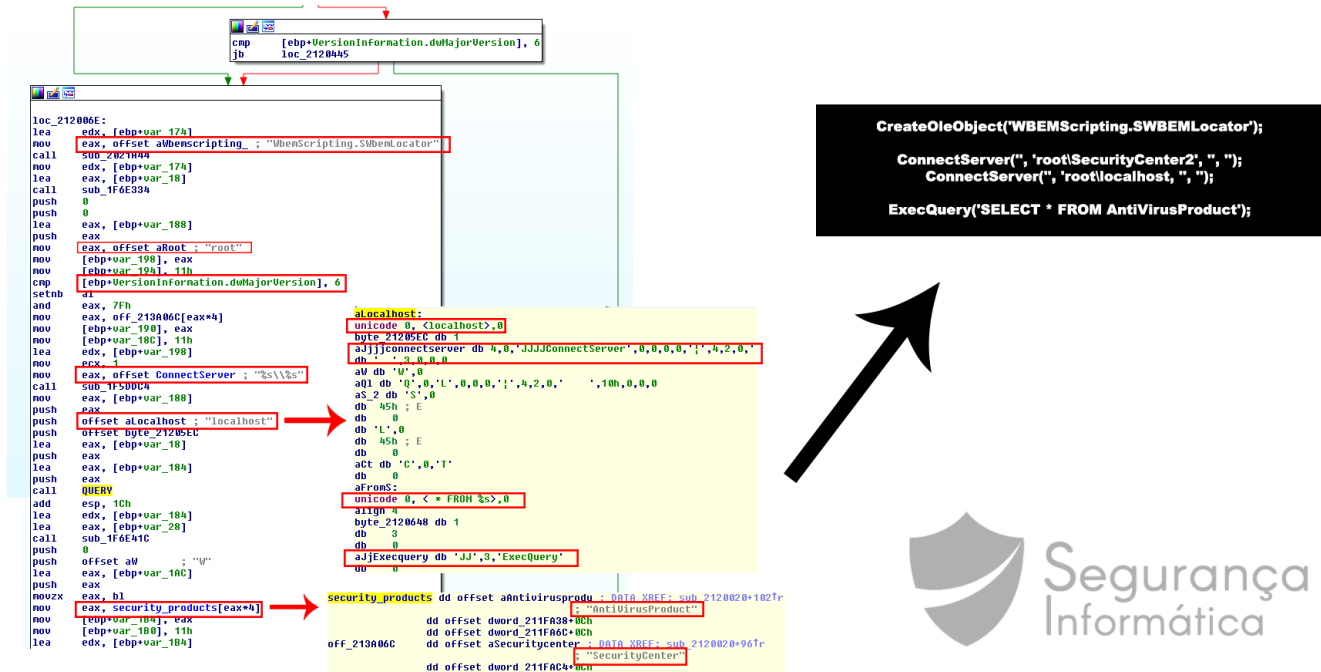 cmp [ebp+VersionInformation.dwMajorVersion], 6
jb loc_2120445
loc_212006E:
lea edx, [ebp+var_174]
mov eax, offset aWbemscripting_ ; "WbemScripting.SWbemLocator"
call sub_2021A44
mov edx, [ebp+var_174]
lea eax, [ebp+var_18]
call sub_1F6E334
push 0
push 0
lea eax, [ebp+var_188]
push eax
mov eax, offset aRoot ; "root"
mov [ebp+var_198], eax
mov [ebp+var_194], 11h
cmp [ebp+VersionInformation.dwMajorVersion], 6
setnb al
and eax, 7Fh
mov eax, off_213A06C[eax*4]
mov [ebp+var_190], eax
mov [ebp+var_18C], 11h
lea edx, [ebp+var_198]
mov ecx, 1
mov eax, offset ConnectServer ; "%s\\%s"
call sub_1F5DDC4
mov eax, [ebp+var_188]
push eax
push offset aLocalhost ; "localhost"
push offset byte_21205EC
lea eax, [ebp+var_18]
push eax
lea eax, [ebp+var_184]
push eax
call QUERY
add esp, 1Ch
lea edx, [ebp+var_184]
lea eax, [ebp+var_28]
call sub_1F6E41C
push 0
push offset aW ; "W"
lea eax, [ebp+var_1AC]
push eax
movzx eax, bl
mov eax, security_products[eax*4]
mov [ebp+var_1B4], eax
mov [ebp+var_1B0], 11h
lea edx, [ebp+var_1B4]
aLocalhost:
unicode 0, <localhost>,0
byte_21205EC db 1
aJjjjconnectserver db 4,0,'JJJJConnectServer',0,0,0,0,'¦',4,2,0,'
db ' ',3,0,0,0
aW db 'W',0
aQl db 'Q',0,'L',0,0,0,'¦',4,2,0,' ',10h,0,0,0
aS_2 db 'S',0
db 45h ; E
db 0
db 'L',0
db 45h ; E
db 0
aCt db 'C',0,'T'
db 0
aFromS:
unicode 0, < * FROM %s>,0
align 4
byte_2120648 db 1
db 3
db 0
aJjExecquery db 'JJ',3,'ExecQuery'
db 0
security_products dd offset aAntivirusprodu ; DATA XREF: sub_2120020+102↑r
; "AntiVirusProduct"
dd offset dword_211FA38+0Ch
dd offset dword_211FA6C+0Ch
off_213A06C dd offset aSecuritycenter ; DATA XREF: sub_2120020+96↑r
; "SecurityCenter"
dd offset dword_211FAC4+0Ch
CreateOleObject('WBEMScripting.SWBEMLocator');
ConnectServer('', 'root\SecurityCenter2', '', '');
ConnectServer('', 'root\localhost, '', '');
ExecQuery('SELECT * FROM AntiVirusProduct');
Segurança
Informática